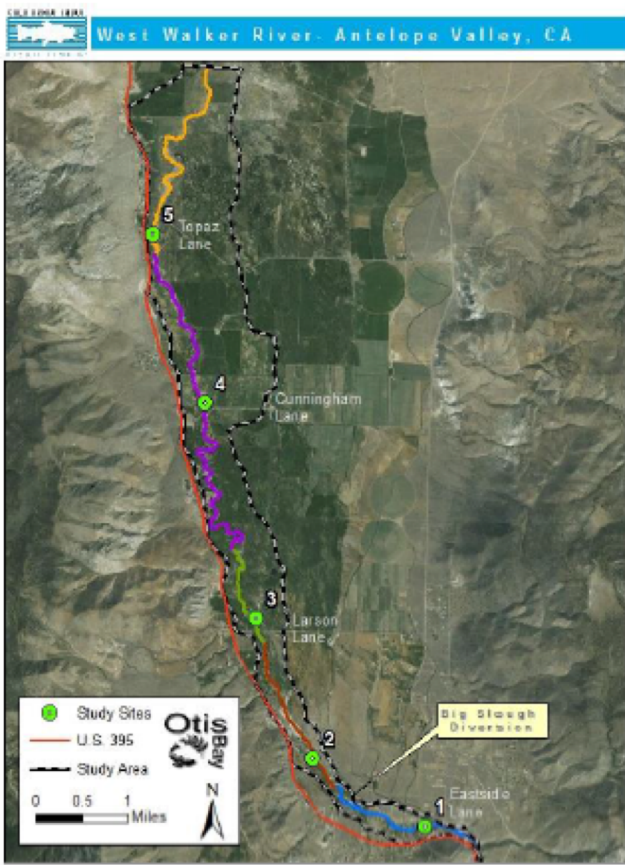 West Walker River- Antelope Valley, CA
5
Topaz
Lane
4
Cunningham
Lane
3
Larson
Lane
Big Slough
Diversion
2
1
Eastside
Lane
Study Sites
U.S. 395
Study Area
Otis
Bay
N
0 0.5 1
Miles